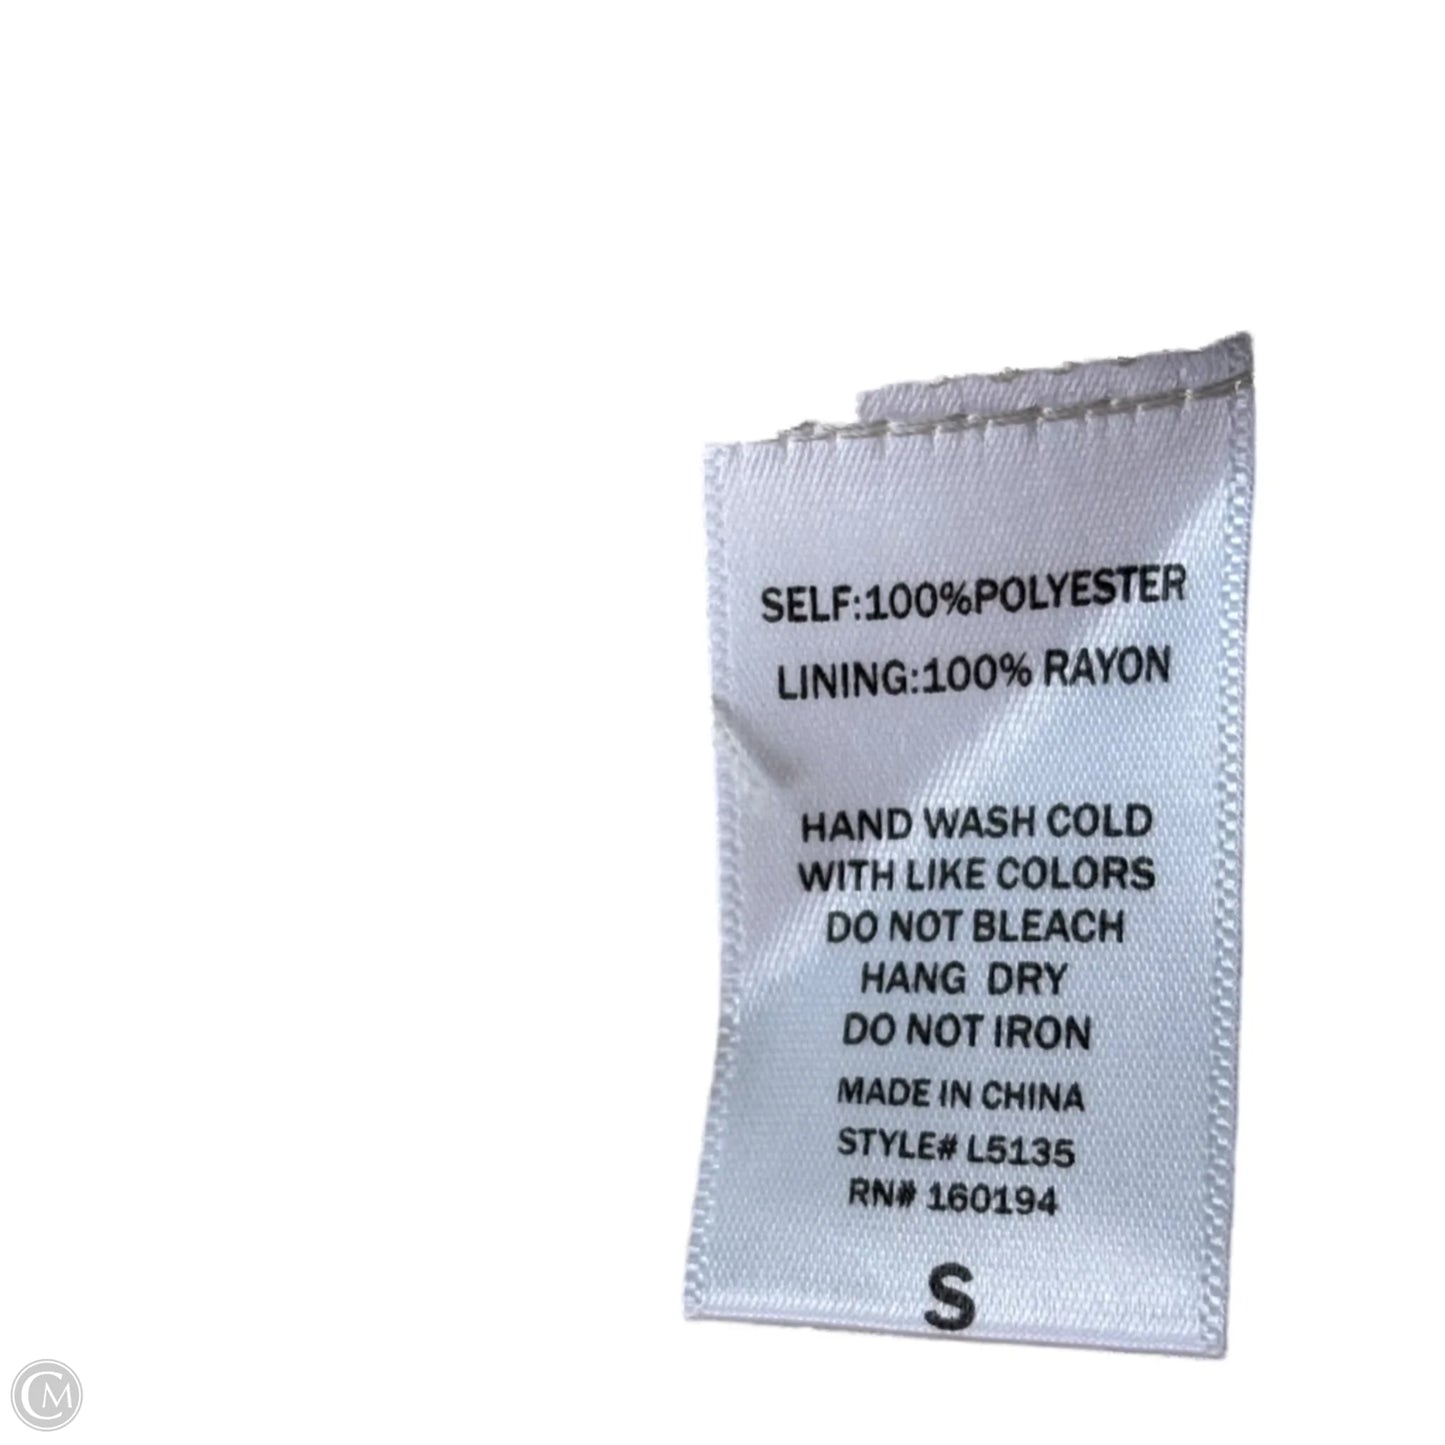 SELF:100%POLYESTER
LINING:100% RAYON
HAND WASH COLD
WITH LIKE COLORS
DO NOT BLEACH
HANG DRY
DO NOT IRON
MADE IN CHINA
STYLE# L5135
RN# 160194
S
CM